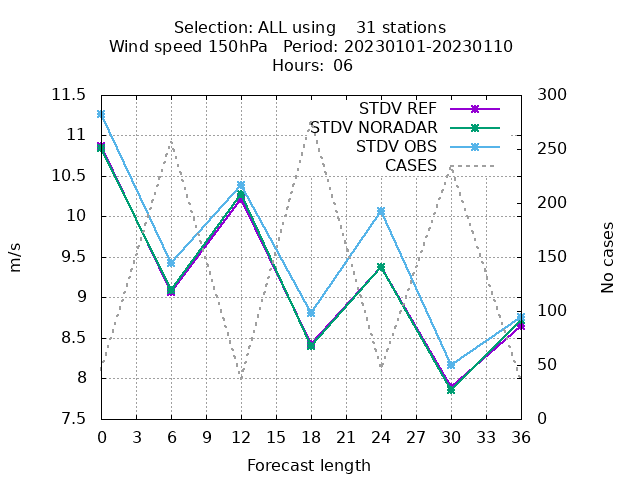 Selection: ALL using    31 stations
Wind speed 150hPa   Period: 20230101-20230110
Hours:  06
11.5
11
10.5
10
9.5
9
8.5
8
7.5
m/s
STDV REF
STDV NORADAR
STDV OBS
CASES
300
250
200
150
100
50
0
No cases
0 3 6 9 12 15 18 21 24 27 30 33 36
Forecast length